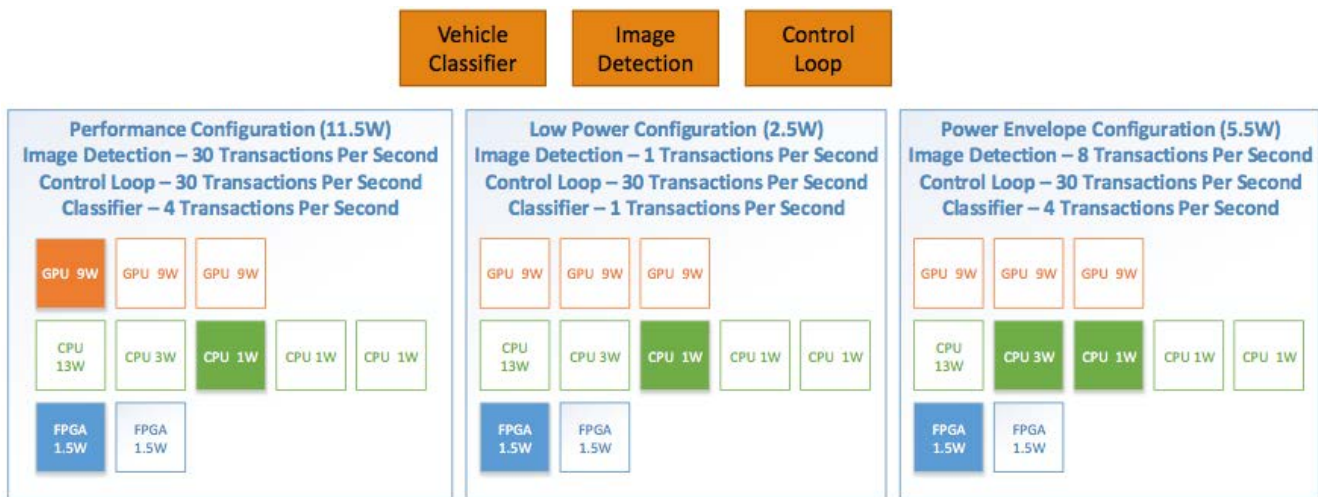 Vehicle
Classifier
Image
Detection
Control
Loop
Performance Configuration (11.5W)
Image Detection – 30 Transactions Per Second
Control Loop – 30 Transactions Per Second
Classifier – 4 Transactions Per Second
GPU 9W
GPU 9W
GPU 9W
CPU
13W
CPU 3W
CPU 1W
CPU 1W
CPU 1W
FPGA
1.5W
FPGA
1.5W
Low Power Configuration (2.5W)
Image Detection – 1 Transactions Per Second
Control Loop – 30 Transactions Per Second
Classifier – 1 Transactions Per Second
GPU 9W
GPU 9W
GPU 9W
CPU
13W
CPU 3W
CPU 1W
CPU 1W
CPU 1W
FPGA
1.5W
FPGA
1.5W
Power Envelope Configuration (5.5W)
Image Detection – 8 Transactions Per Second
Control Loop – 30 Transactions Per Second
Classifier – 4 Transactions Per Second
GPU 9W
GPU 9W
GPU 9W
CPU
13W
CPU 3W
CPU 1W
CPU 1W
CPU 1W
FPGA
1.5W
FPGA
1.5W